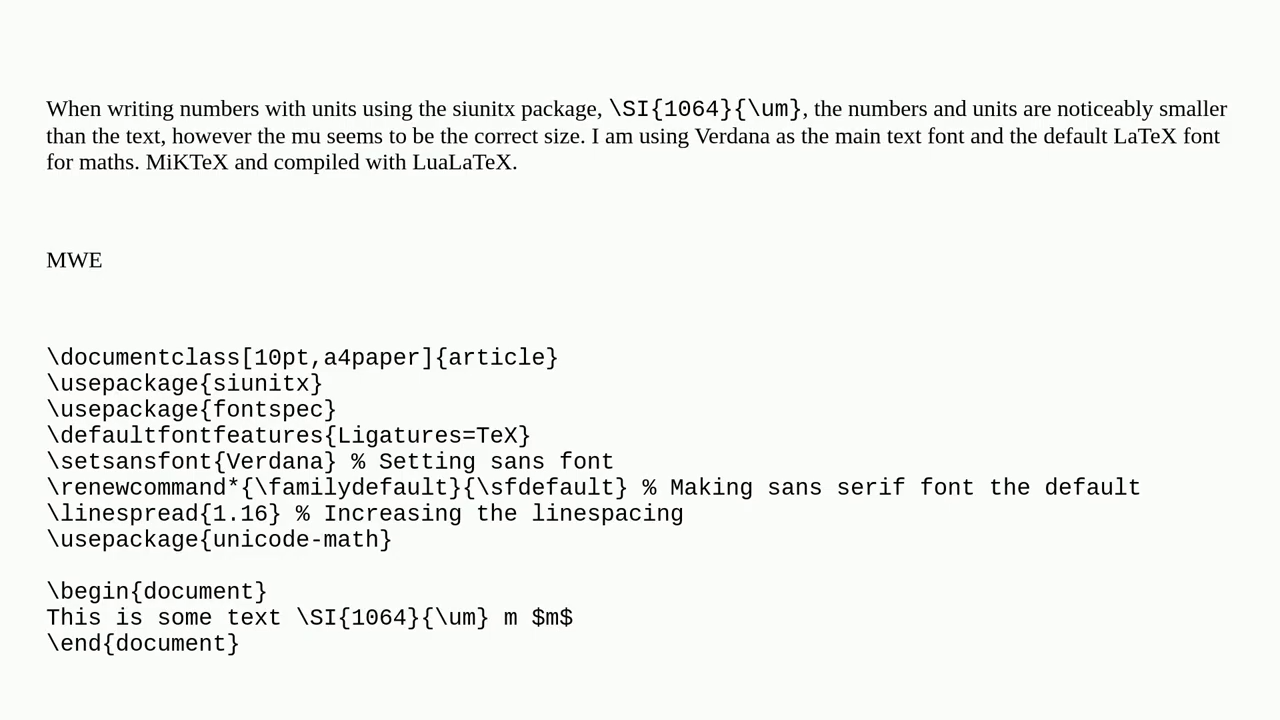 When writing numbers with units using the siunitx package, \SI{1064}{\um}, the numbers and units are noticeably smaller
than the text, however the mu seems to be the correct size. I am using Verdana as the main text font and the default LaTeX font
for maths. MiKTeX and compiled with LuaLaTeX.
MWE
\documentclass[10pt,a4paper]{article}
\usepackage{siunitx}
\usepackage{fontspec}
\defaultfontfeatures{Ligatures=TeX}
\setsansfont{Verdana} % Setting sans font
\renewcommand*{\familydefault}{\sfdefault} % Making sans serif font the default
\linespread{1.16} % Increasing the linespacing
\usepackage{unicode-math}
\begin{document}
This is some text \SI{1064}{\um} m $m$
\end{document}